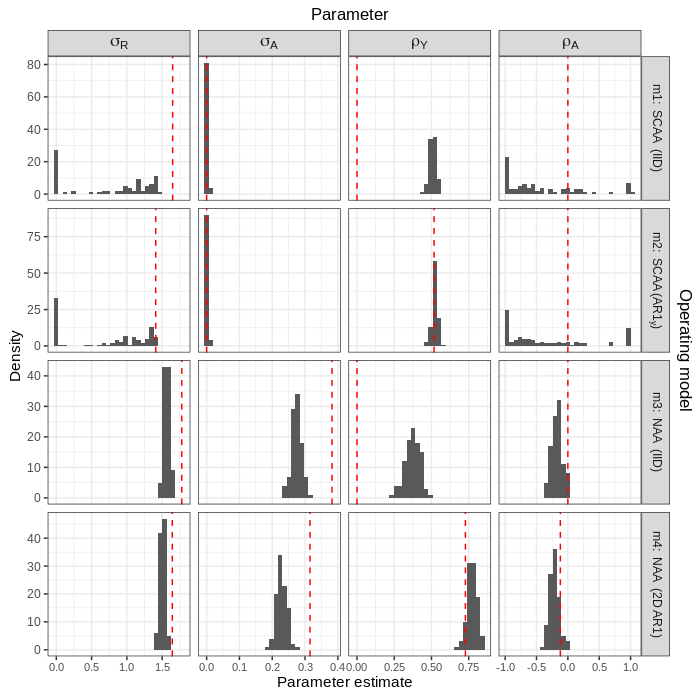 Parameter
σR
σA
ρY
ρA
80
60
40
20
0
m1: SCAA (IID)
75
50
25
0
m2: SCAA (AR1y)
40
30
20
10
0
m3: NAA (IID)
40
30
20
10
0
m4: NAA (2D AR1)
Density
Operating model
0.0 0.5 1.0 1.5
0.0 0.1 0.2 0.3 0.4
0.00 0.25 0.50 0.75
-1.0 -0.5 0.0 0.5 1.0
Parameter estimate